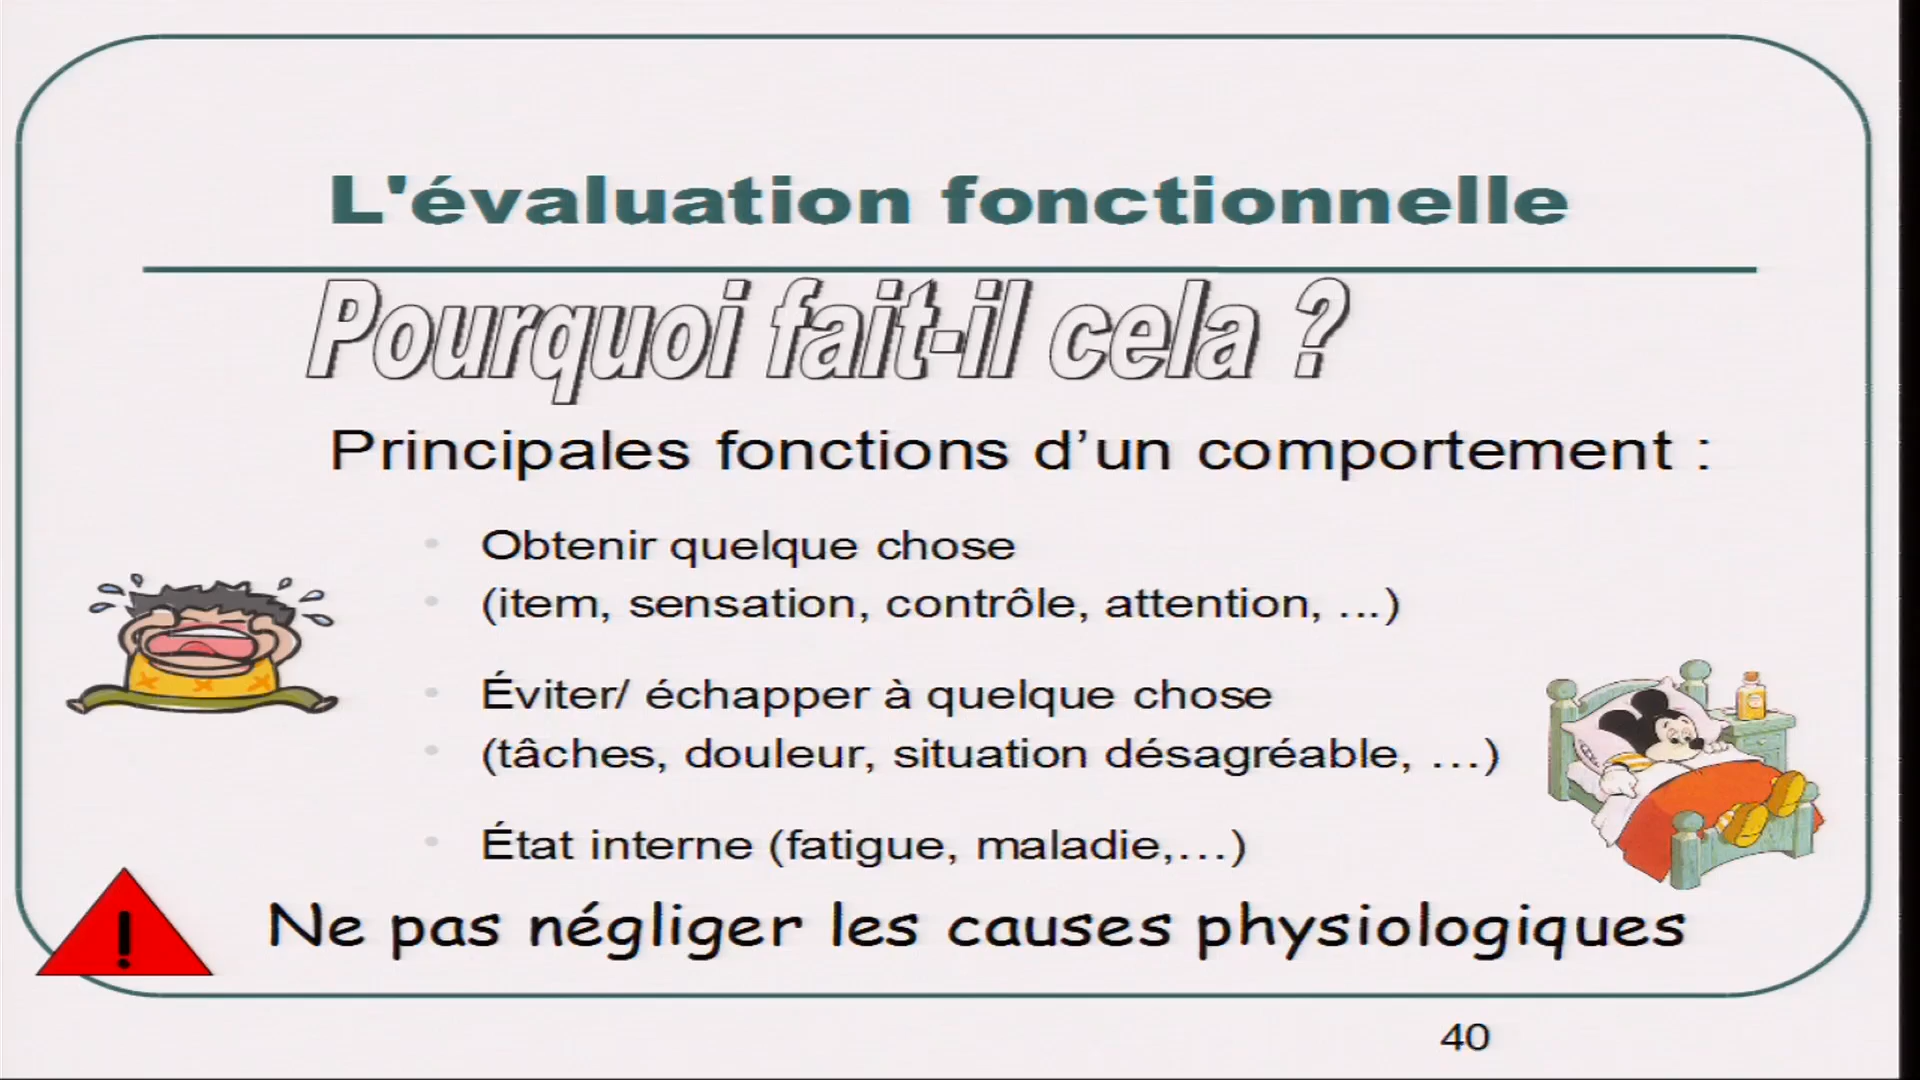 L'évaluation fonctionnelle
Pourquoi fait-il cela ?
Principales fonctions d’un comportement :
Obtenir quelque chose
(item, sensation, contrôle, attention, ...)
Éviter/ échapper à quelque chose
(tâches, douleur, situation désagréable, …)
État interne (fatigue, maladie,…)
!
Ne pas négliger les causes physiologiques
40